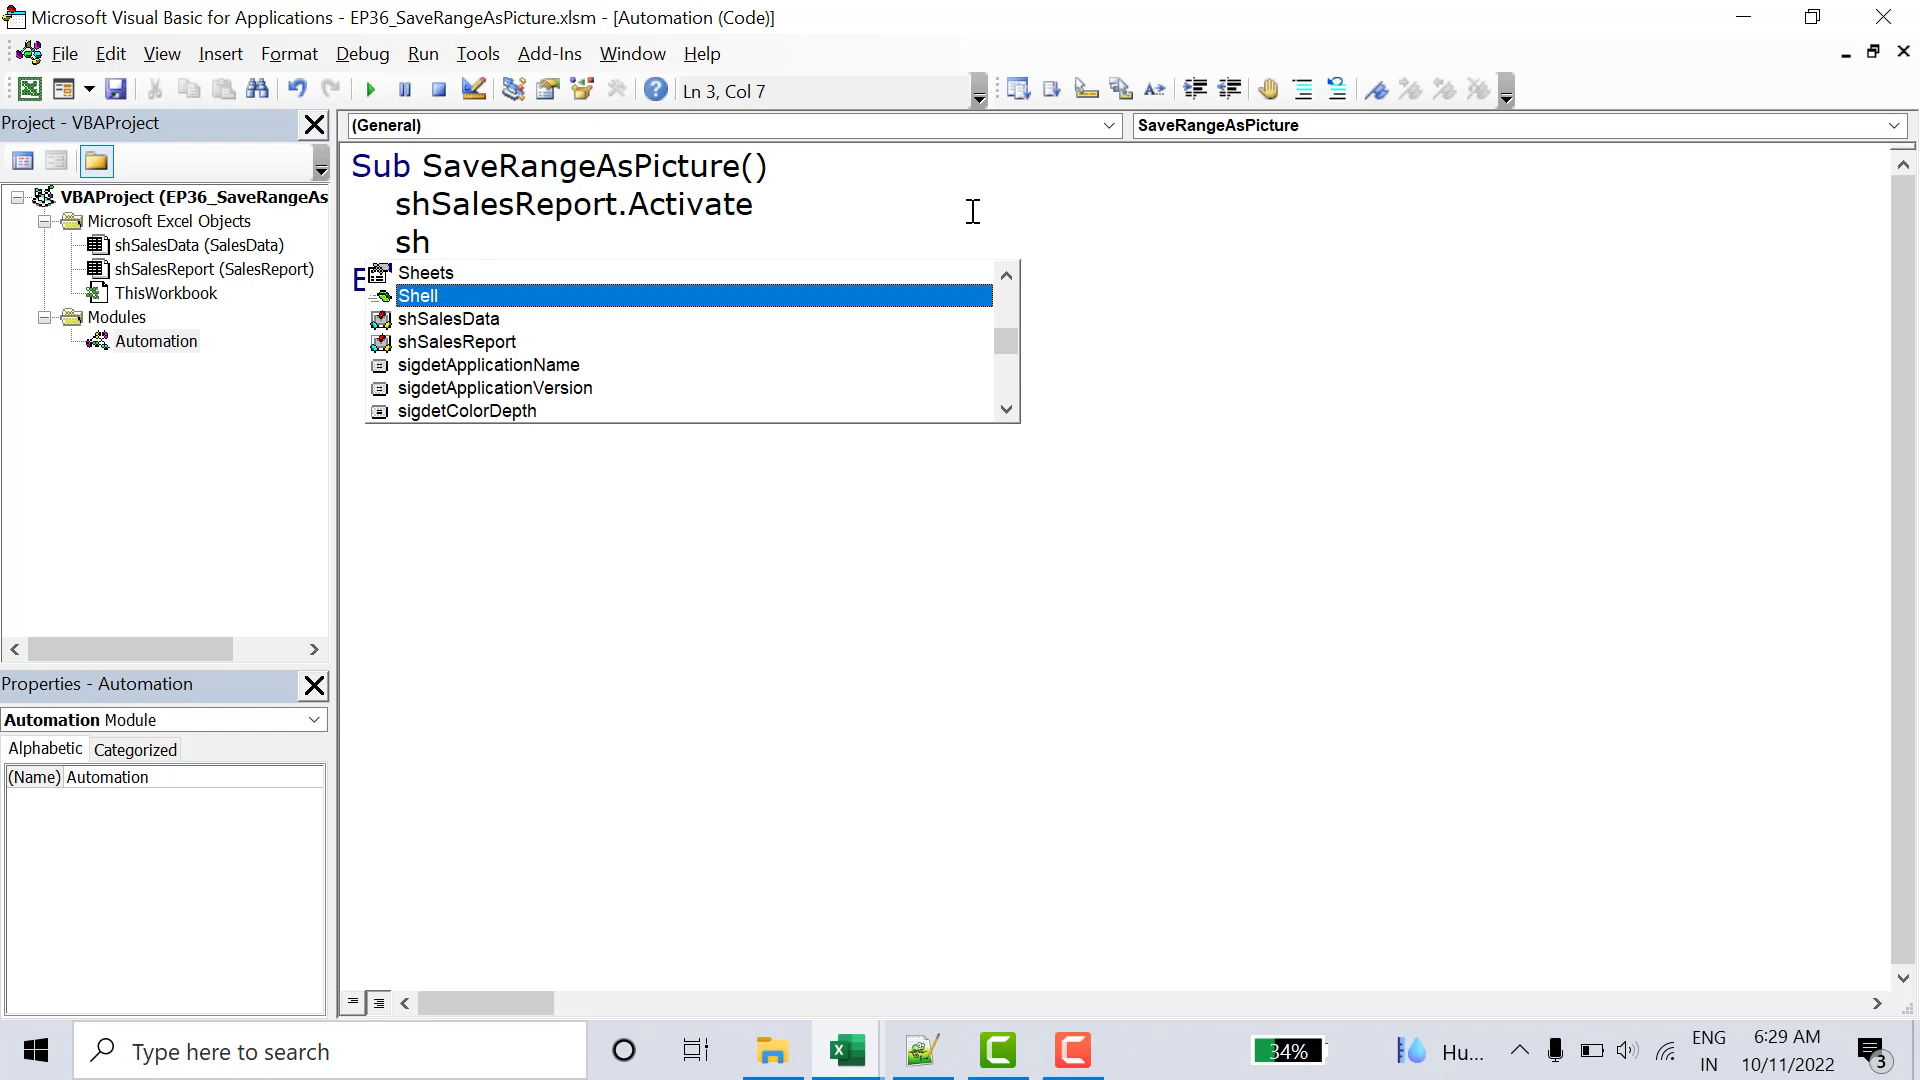 Microsoft Visual Basic for Applications - EP36_SaveRangeAsPicture.xlsm - [Automation (Code)]
File Edit View Insert Format Debug Run Tools Add-Ins Window Help
Ln 3, Col 7
Project - VBAProject
(General)
SaveRangeAsPicture
VBAProject (EP36_SaveRangeAs
Microsoft Excel Objects
shSalesData (SalesData)
shSalesReport (SalesReport)
ThisWorkbook
Modules
Automation
Sub SaveRangeAsPicture()
shSalesReport.Activate
sh
E
Sheets
Shell
shSalesData
shSalesReport
sigdetApplicationName
sigdetApplicationVersion
sigdetColorDepth
Properties - Automation
Automation Module
Alphabetic Categorized
(Name) Automation
Type here to search
34%
Hu...
ENG
IN
6:29 AM
10/11/2022
3